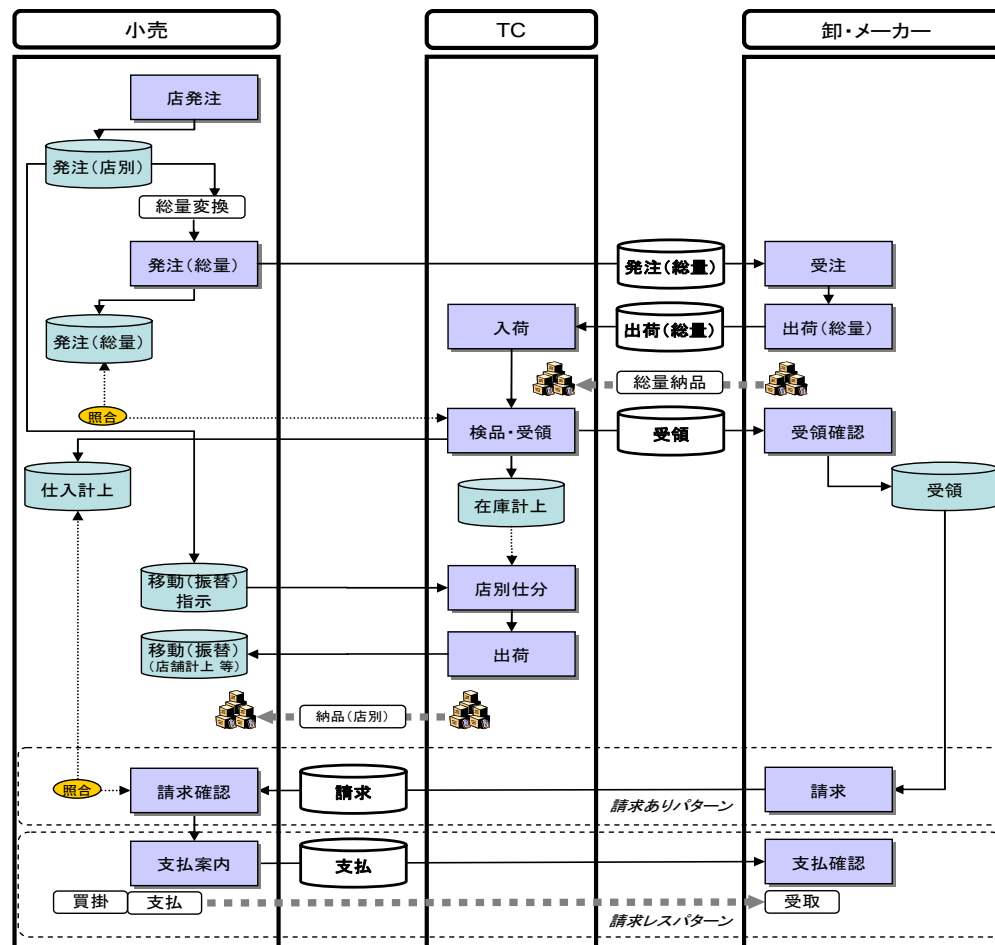 小売
TC
卸・メーカー
店発注
発注(店別)
総量変換
発注(総量)
発注(総量)
受注
発注(総量)
入荷
出荷(総量)
出荷(総量)
総量納品
照合
検品・受領
受領
受領確認
仕入計上
在庫計上
受領
移動(振替)
指示
店別仕分
移動(振替)
(店舗計上 等)
出荷
納品(店別)
照合
請求確認
請求
請求
請求ありパターン
支払案内
支払
支払確認
買掛
支払
受取
請求レスパターン